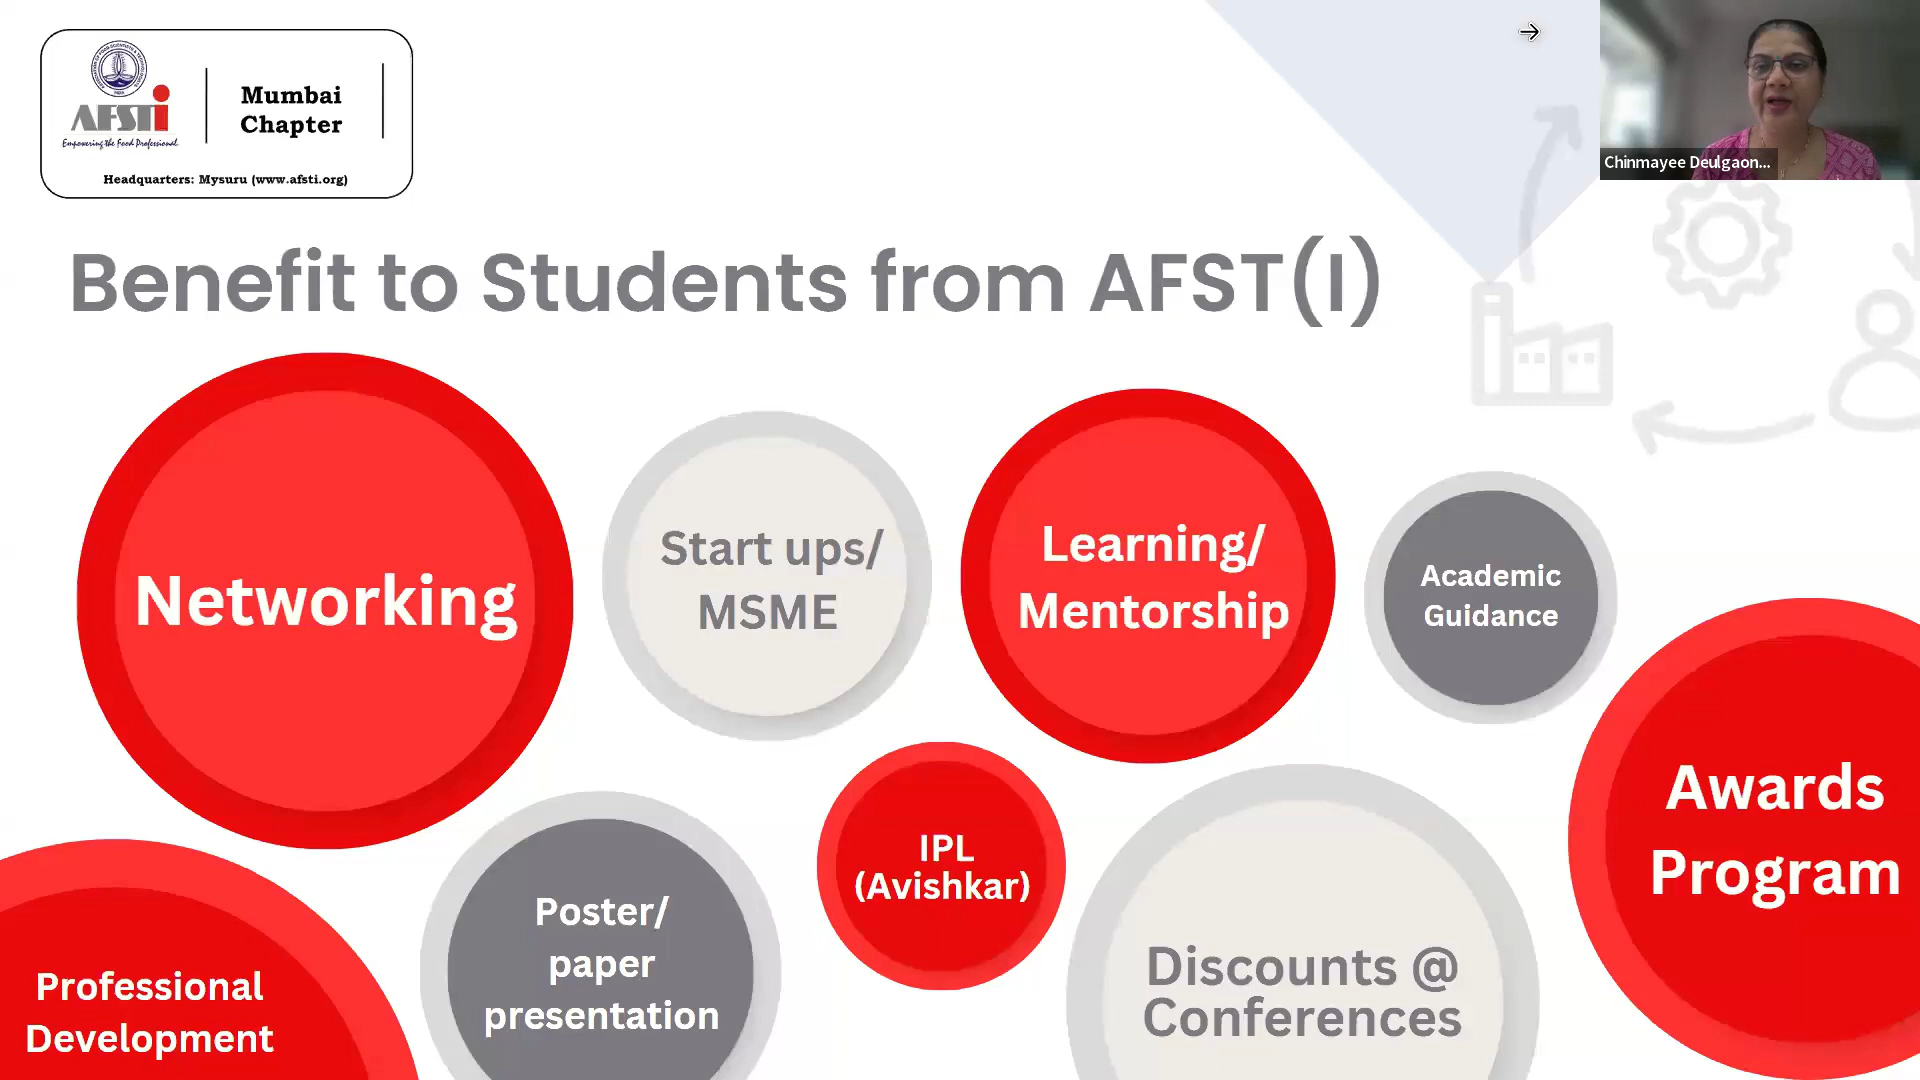 AFSTi
Empowering the Food Professional
Mumbai
Chapter
Headquarters: Mysuru (www.afsti.org)
Chinmayee Deulgaon...
Benefit to Students from AFST(I)
Networking
Start ups/
MSME
Learning/
Mentorship
Academic
Guidance
Awards
Program
IPL
(Avishkar)
Poster/
paper
presentation
Discounts @
Conferences
Professional
Development